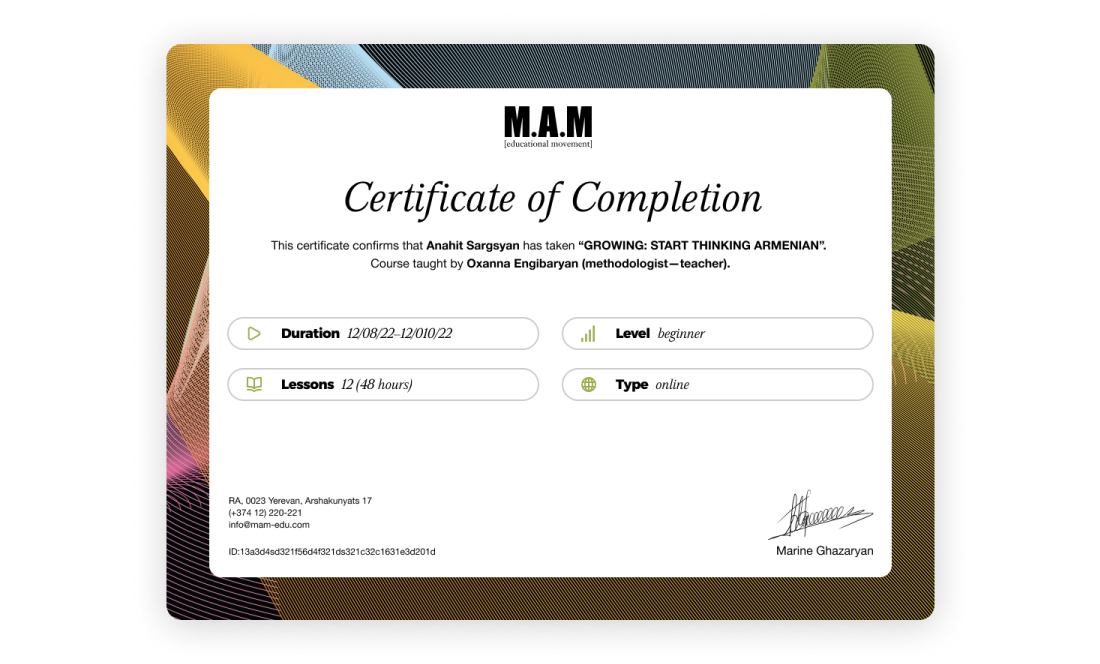 M.A.M
[educational movement]
Certificate of Completion
This certificate confirms that Anahit Sargsyan has taken “GROWING: START THINKING ARMENIAN”.
Course taught by Oxanna Engibaryan (methodologist—teacher).
Duration 12/08/22–12/010/22
Level beginner
Lessons 12 (48 hours)
Type online
RA, 0023 Yerevan, Arshakunyats 17
(+374 12) 220-221
info@mam-edu.com
ID:13a3d4sd321f56d4f321ds321c32c1631e3d201d
Marine Ghazaryan